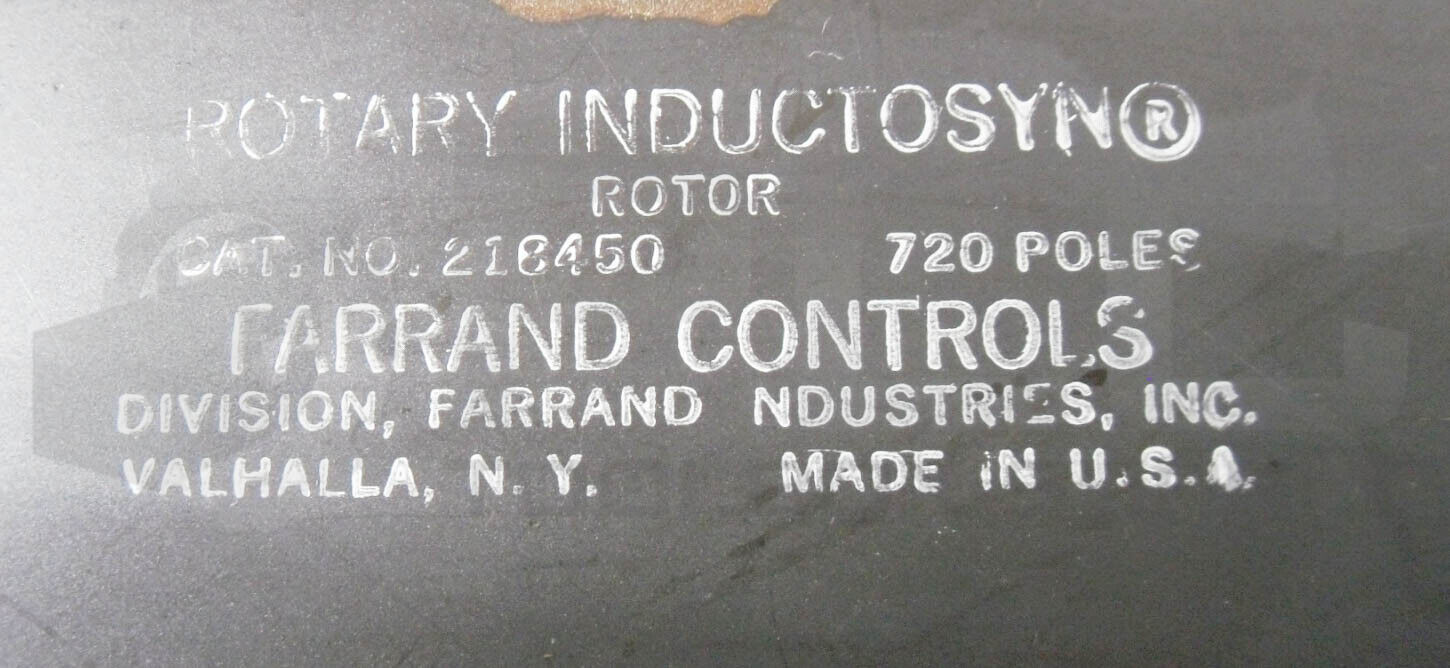 ROTARY INDUCTOSYN®
ROTOR
CAT. NO. 218450 720 POLES
FARRAND CONTROLS
DIVISION, FARRAND NDUSTRIES, INC.
VALHALLA, N. Y. MADE IN U.S.A.